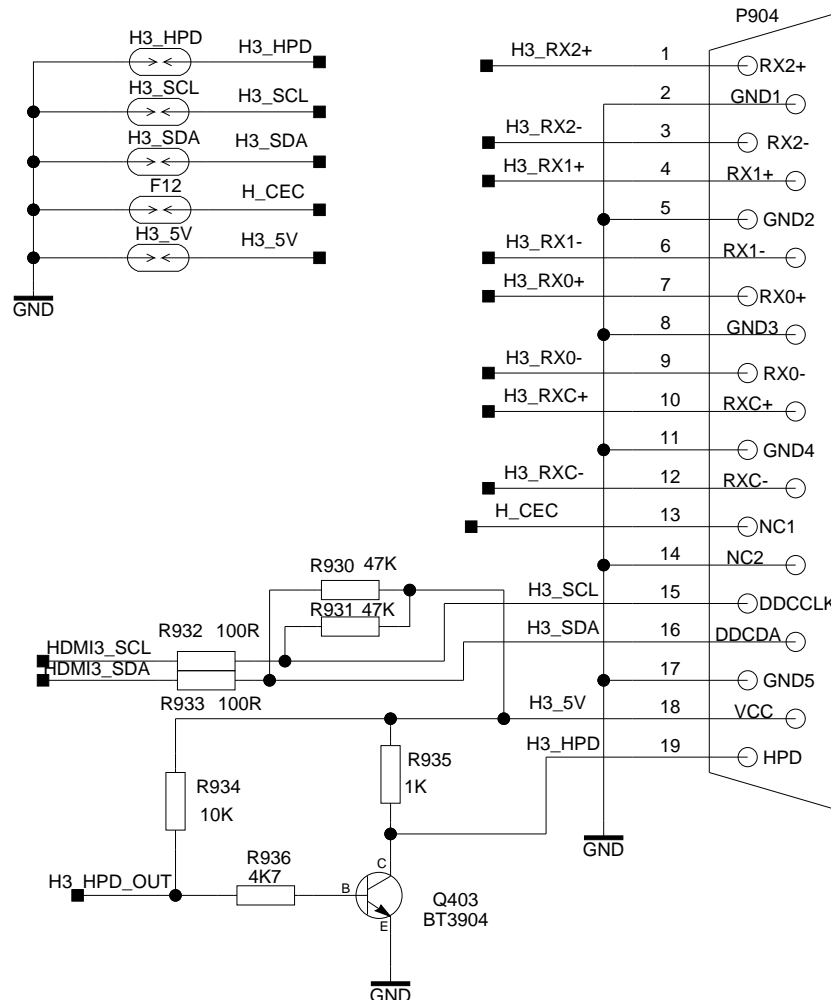 P904
H3_HPD H3_HPD
H3_SCL H3_SCL
H3_SDA H3_SDA
F12 H_CEC
H3_5V H3_5V
GND
H3_RX2+ 1 RX2+
2 GND1
H3_RX2- 3 RX2-
H3_RX1+ 4 RX1+
5 GND2
H3_RX1- 6 RX1-
H3_RX0+ 7 RX0+
8 GND3
H3_RX0- 9 RX0-
H3_RXC+ 10 RXC+
11 GND4
H3_RXC- 12 RXC-
H_CEC 13 NC1
14 NC2
H3_SCL 15 DDCCLK
H3_SDA 16 DDCDA
17 GND5
H3_5V 18 VCC
H3_HPD 19 HPD
GND
R930 47K
R931 47K
R932 100R
HDMI3_SCL
HDMI3_SDA
R933 100R
R934
10K
R935
1K
R936
4K7
H3_HPD_OUT
C
B
E
Q403
BT3904
GND